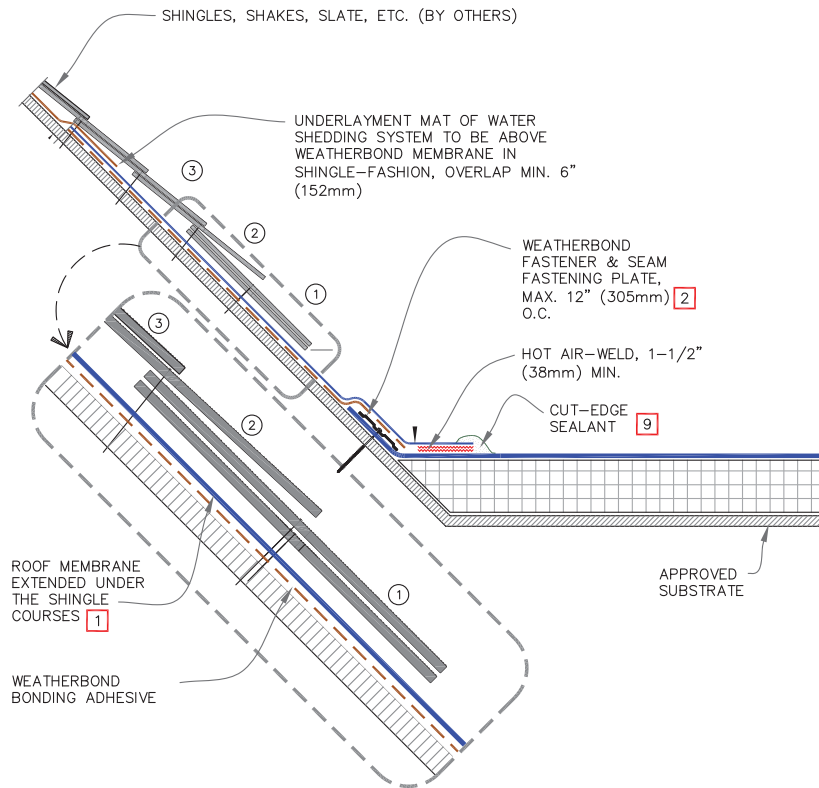 SHINGLES, SHAKES, SLATE, ETC. (BY OTHERS)
UNDERLAYMENT MAT OF WATER
SHEDDING SYSTEM TO BE ABOVE
WEATHERBOND MEMBRANE IN
SHINGLE-FASHION, OVERLAP MIN. 6”
(152mm)
3
2
1
WEATHERBOND
FASTENER & SEAM
FASTENING PLATE,
MAX. 12” (305mm) 2
O.C.
HOT AIR-WELD, 1-1/2”
(38mm) MIN.
CUT-EDGE
SEALANT 9
3
2
1
ROOF MEMBRANE
EXTENDED UNDER
THE SHINGLE
COURSES 1
WEATHERBOND
BONDING ADHESIVE
APPROVED
SUBSTRATE